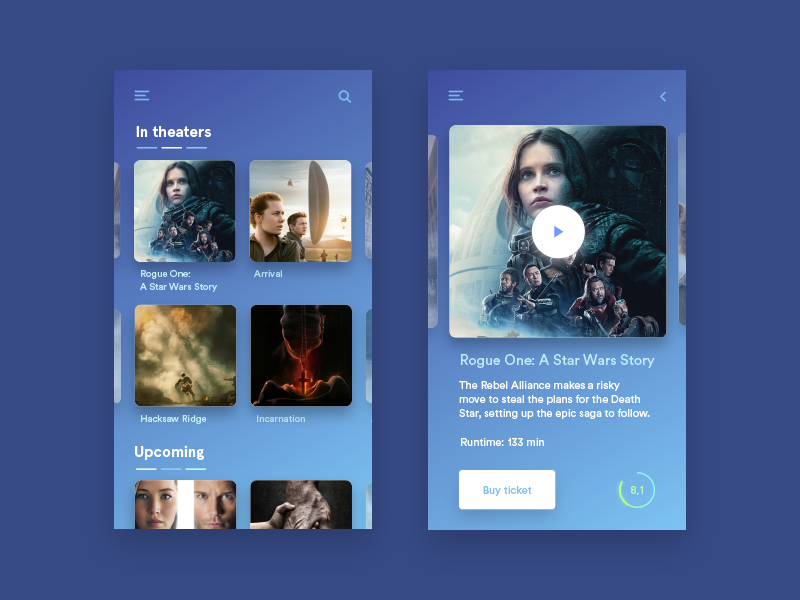 In theaters
Rogue One:
A Star Wars Story
Arrival
Hacksaw Ridge
Incarnation
Upcoming
Rogue One: A Star Wars Story
The Rebel Alliance makes a risky
move to steal the plans for the Death
Star, setting up the epic saga to follow.
Runtime: 133 min
Buy ticket
8,1